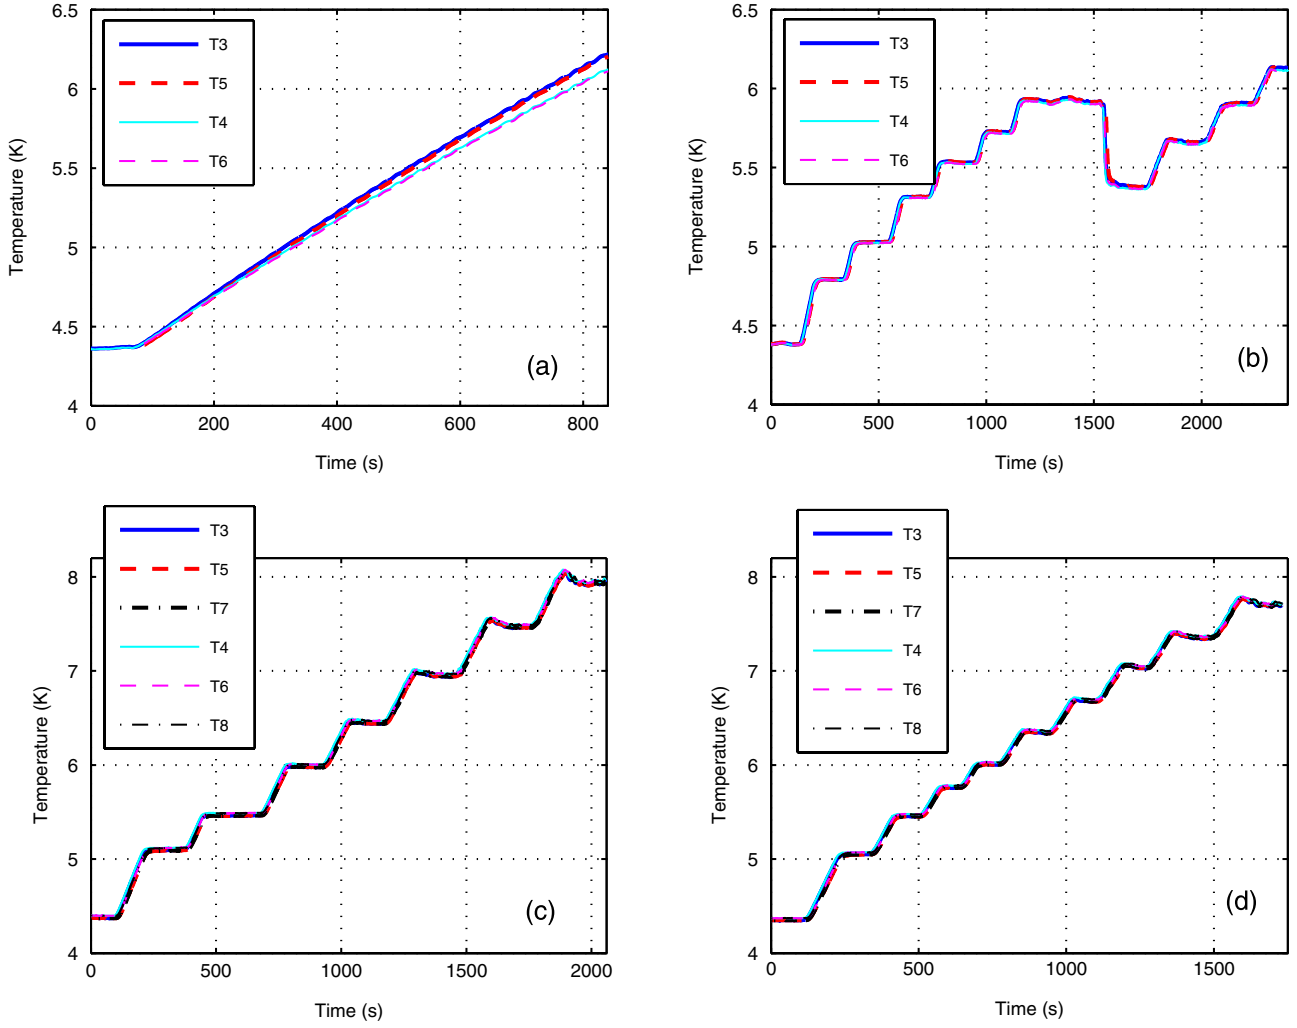 6.5
6
5.5
5
4.5
4
Temperature (K)
T3
T5
T4
T6
(a)
0 200 400 600 800
Time (s)
6.5
6
5.5
5
4.5
4
Temperature (K)
T3
T5
T4
T6
(b)
0 500 1000 1500 2000
Time (s)
T3
T5
T7
T4
T6
T8
8
7
6
5
4
Temperature (K)
(c)
0 500 1000 1500 2000
Time (s)
T3
T5
T7
T4
T6
T8
8
7
6
5
4
Temperature (K)
(d)
0 500 1000 1500
Time (s)